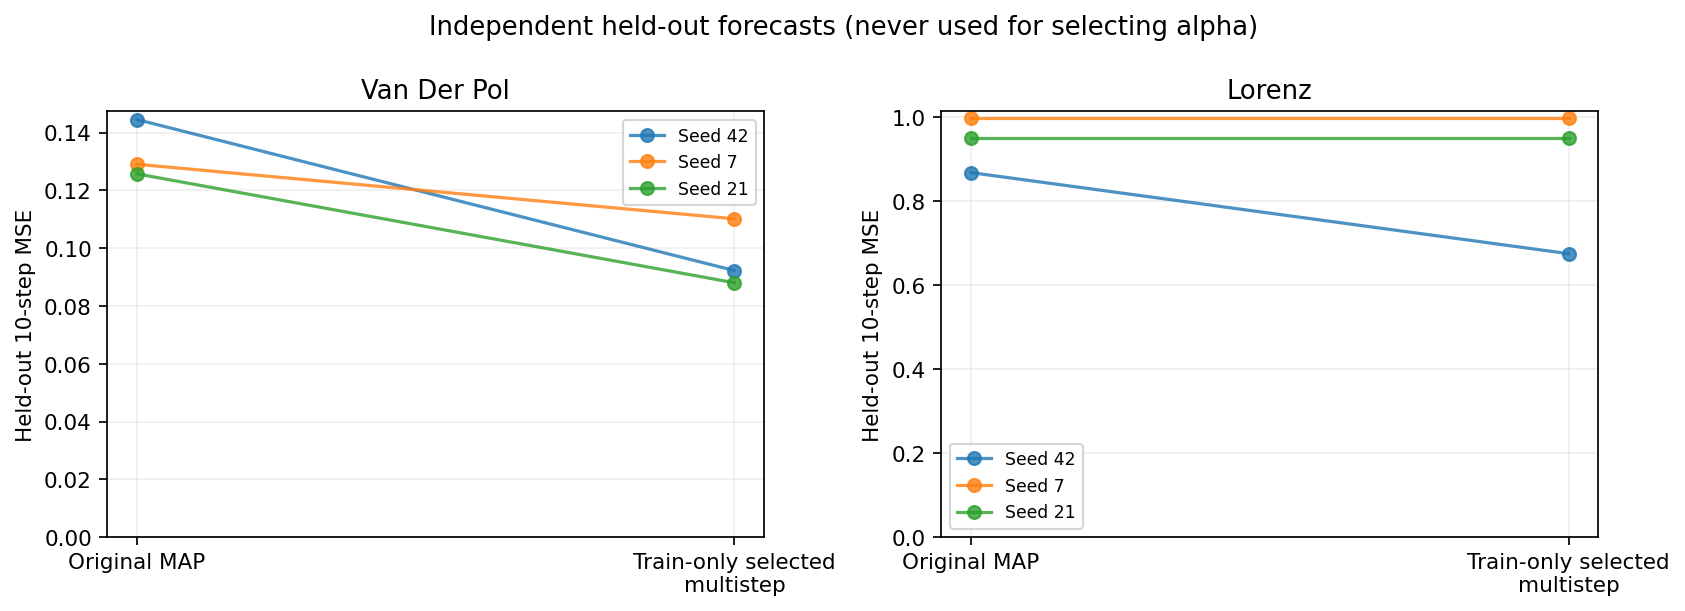 Independent held-out forecasts (never used for selecting alpha)
Van Der Pol
Held-out 10-step MSE
0.14
0.12
0.10
0.08
0.06
0.04
0.02
0.00
Seed 42
Seed 7
Seed 21
Original MAP
Train-only selected
multistep
Lorenz
Held-out 10-step MSE
1.0
0.8
0.6
0.4
0.2
0.0
Seed 42
Seed 7
Seed 21
Original MAP
Train-only selected
multistep